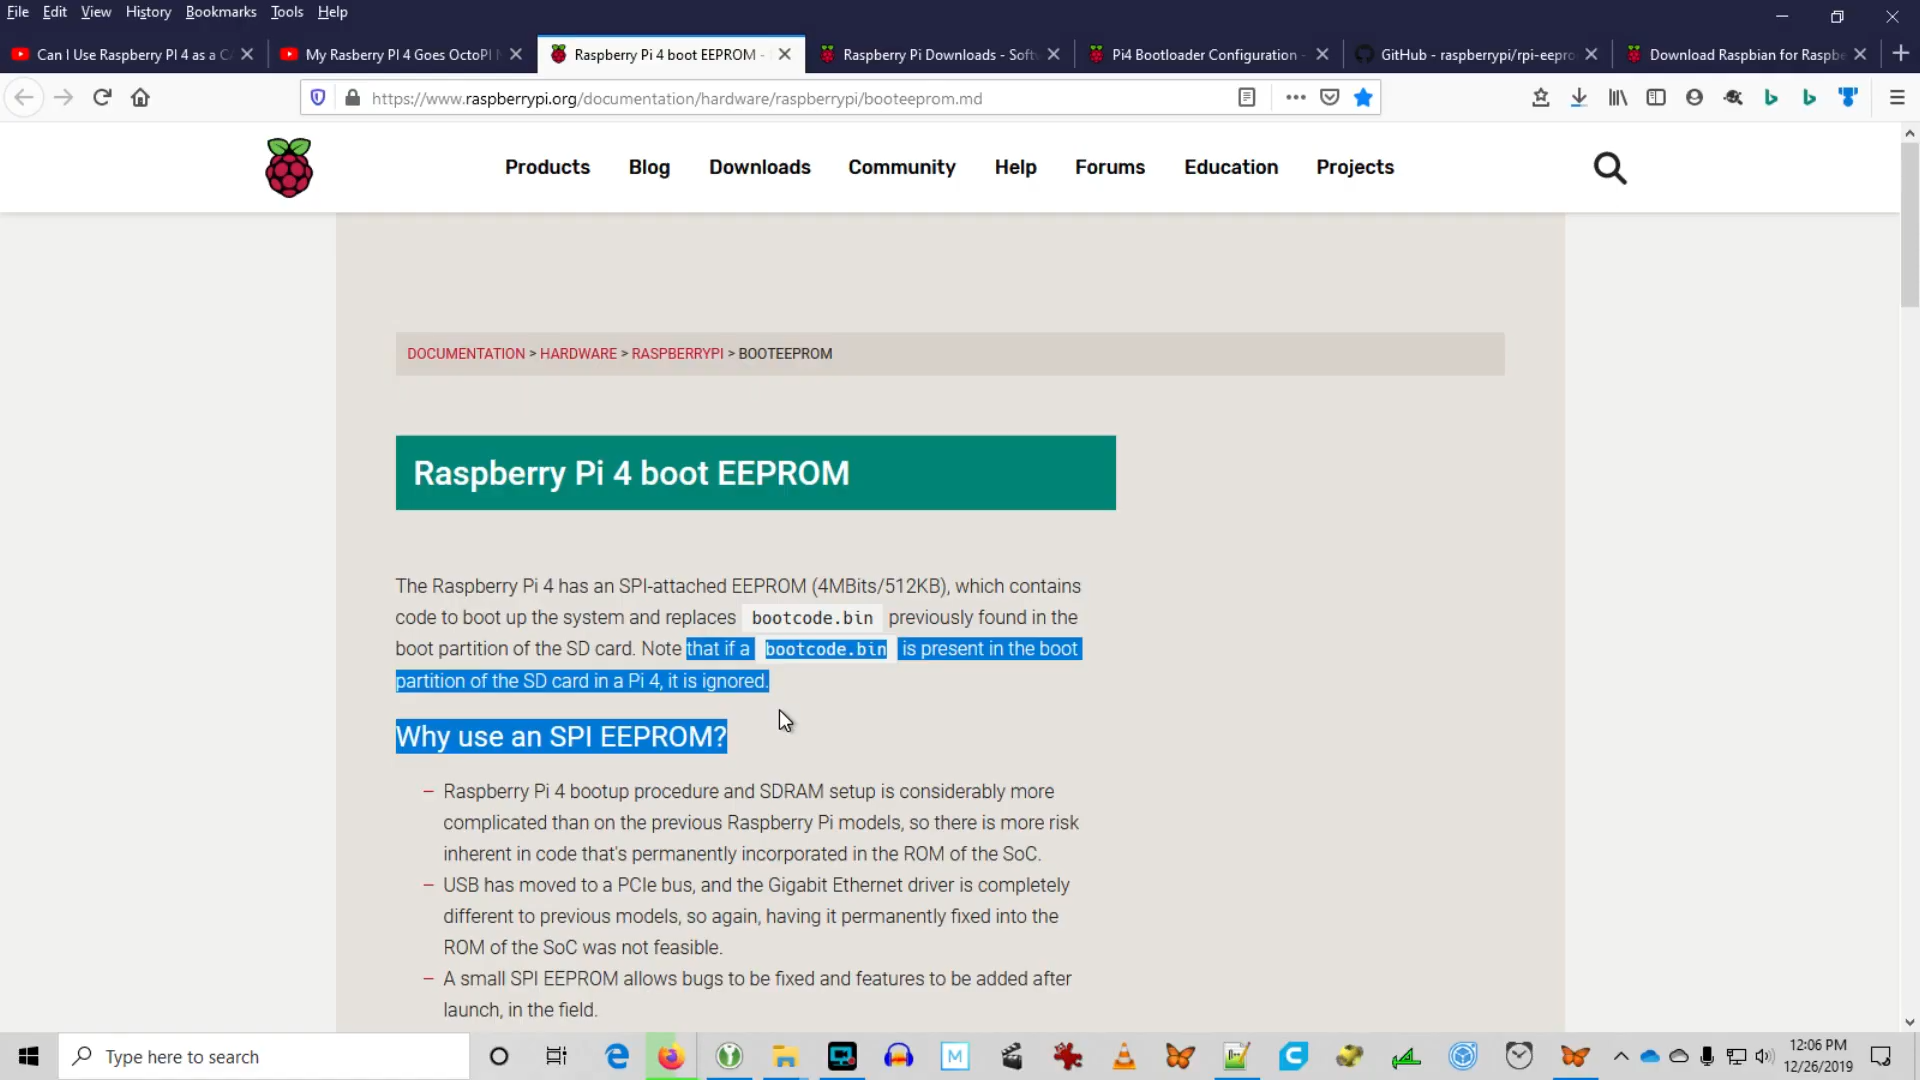 File Edit View History Bookmarks Tools Help
Can I Use Raspberry PI 4 as a C
My Rasberry PI 4 Goes OctoPI
Raspberry Pi 4 boot EEPROM -
Raspberry Pi Downloads - Soft
Pi4 Bootloader Configuration -
GitHub - raspberrypi/rpi-eepro
Download Raspbian for Raspbe
https://www.raspberrypi.org/documentation/hardware/raspberrypi/booteeprom.md
Products Blog Downloads Community Help Forums Education Projects
DOCUMENTATION > HARDWARE > RASPBERRYPI > BOOTEEPROM
Raspberry Pi 4 boot EEPROM
The Raspberry Pi 4 has an SPI-attached EEPROM (4MBits/512KB), which contains
code to boot up the system and replaces bootcode.bin previously found in the
boot partition of the SD card. Note that if a bootcode.bin is present in the boot
partition of the SD card in a Pi 4, it is ignored.
Why use an SPI EEPROM?
– Raspberry Pi 4 bootup procedure and SDRAM setup is considerably more
complicated than on the previous Raspberry Pi models, so there is more risk
inherent in code that's permanently incorporated in the ROM of the SoC.
– USB has moved to a PCIe bus, and the Gigabit Ethernet driver is completely
different to previous models, so again, having it permanently fixed into the
ROM of the SoC was not feasible.
– A small SPI EEPROM allows bugs to be fixed and features to be added after
launch, in the field.
Type here to search
M
12:06 PM
12/26/2019